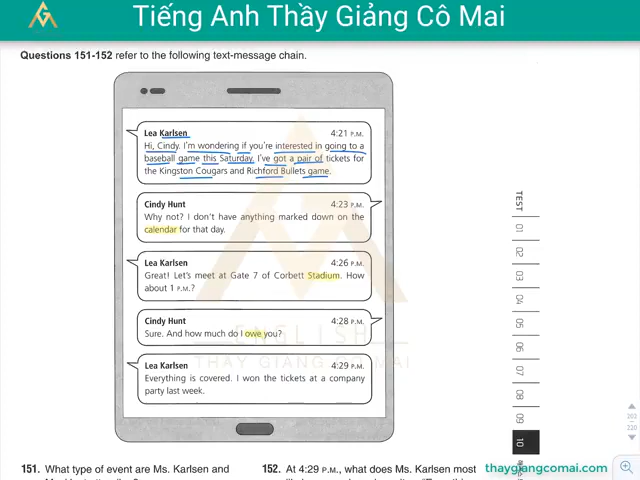 Tiếng Anh Thầy Giảng Cô Mai
Questions 151-152 refer to the following text-message chain.
Lea Karlsen 4:21 P.M.
Hi, Cindy. I'm wondering if you're interested in going to a
baseball game this Saturday. I've got a pair of tickets for
the Kingston Cougars and Richford Bullets game.
Cindy Hunt 4:23 P.M.
Why not? I don't have anything marked down on the
calendar for that day.
Lea Karlsen 4:26 P.M.
Great! Let's meet at Gate 7 of Corbett Stadium. How
about 1 P.M.?
Cindy Hunt 4:28 P.M.
Sure. And how much do I owe you?
ENGLISH
THAY GIANG CO MAI
Lea Karlsen 4:29 P.M.
Everything is covered. I won the tickets at a company
party last week.
TEST
01
02
03
04
05
06
07
08
09
10
202
220
151. What type of event are Ms. Karlsen and
152. At 4:29 P.M., what does Ms. Karlsen most
thaygiangcomai.com